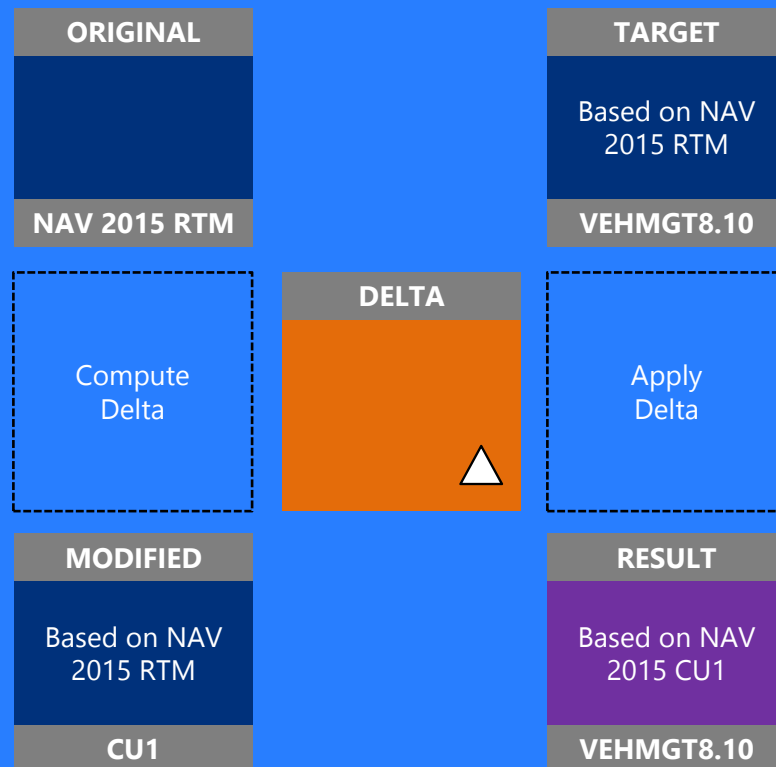 ORIGINAL
NAV 2015 RTM
TARGET
Based on NAV
2015 RTM
VEHMGT8.10
Compute
Delta
DELTA
Apply
Delta
MODIFIED
Based on NAV
2015 RTM
CU1
RESULT
Based on NAV
2015 CU1
VEHMGT8.10